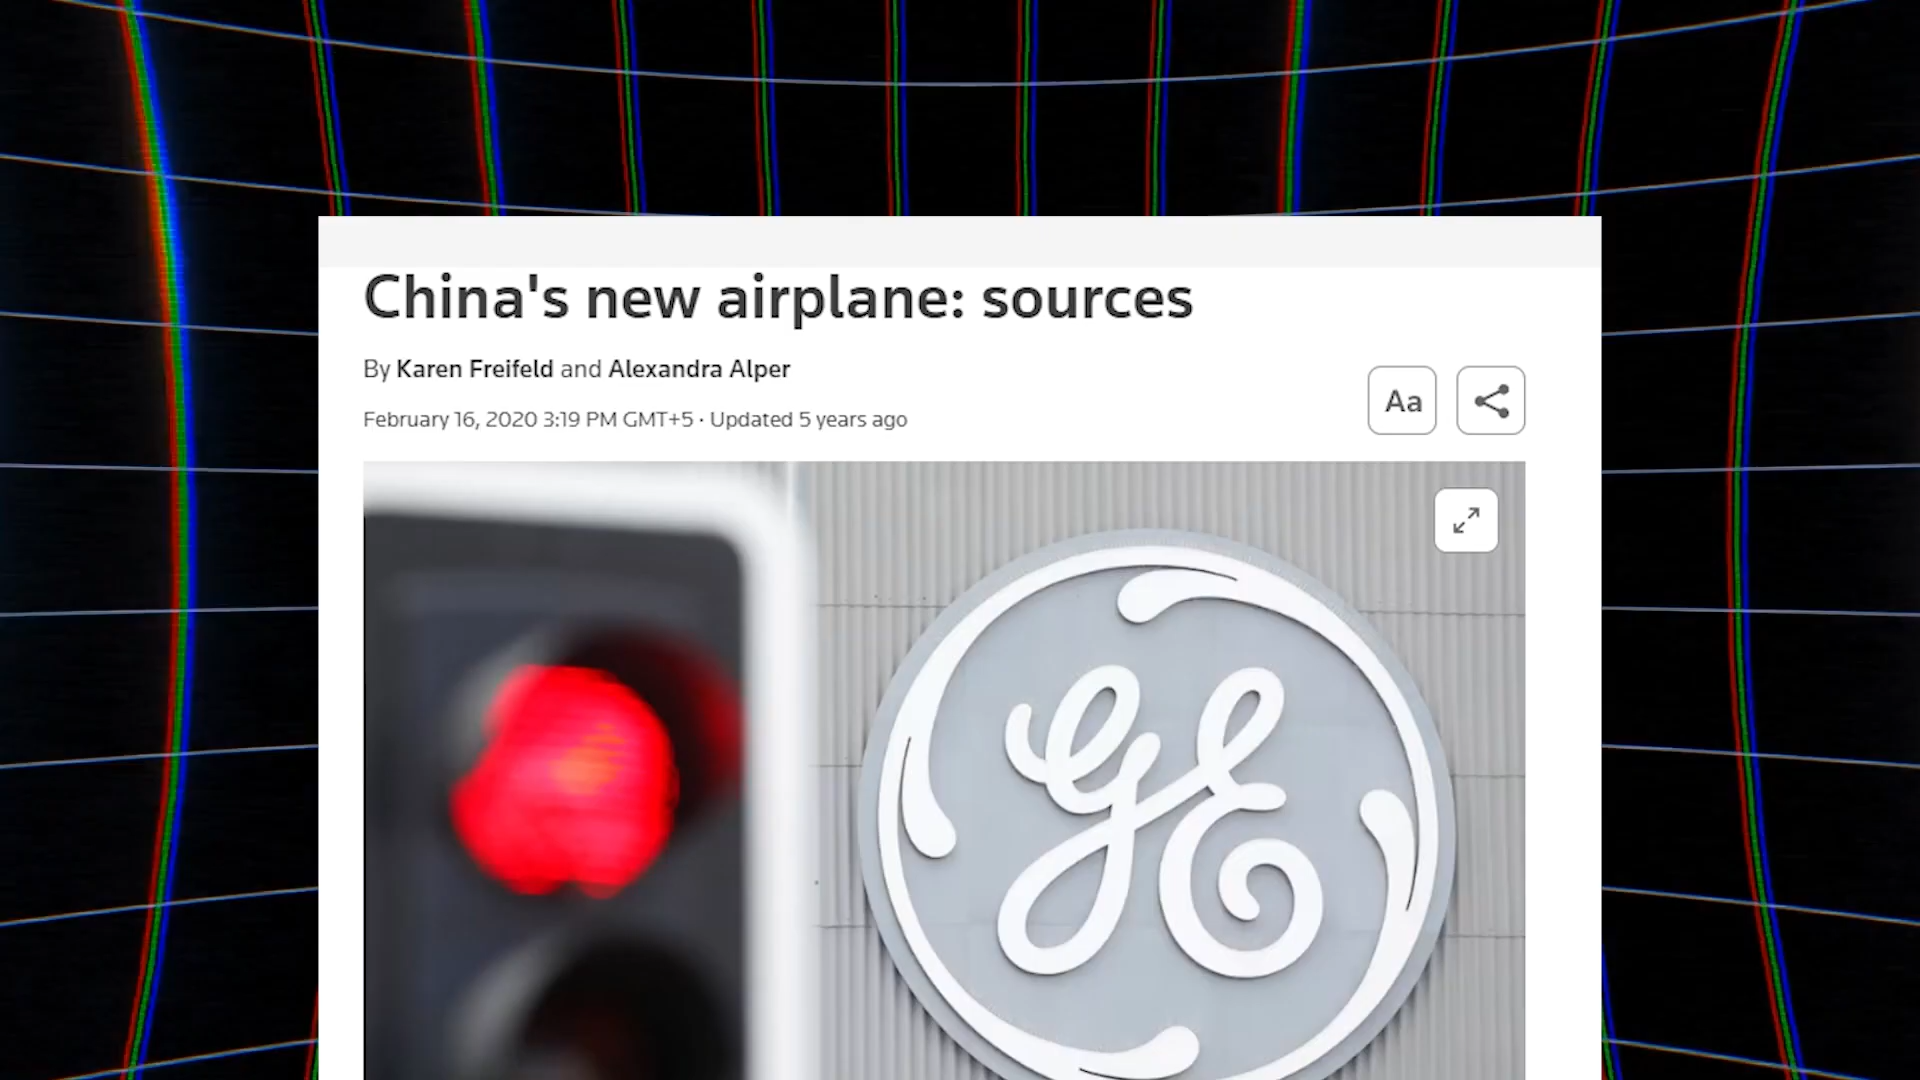 China's new airplane: sources
By Karen Freifeld and Alexandra Alper
February 16, 2020 3:19 PM GMT+5 · Updated 5 years ago
Aa
GE